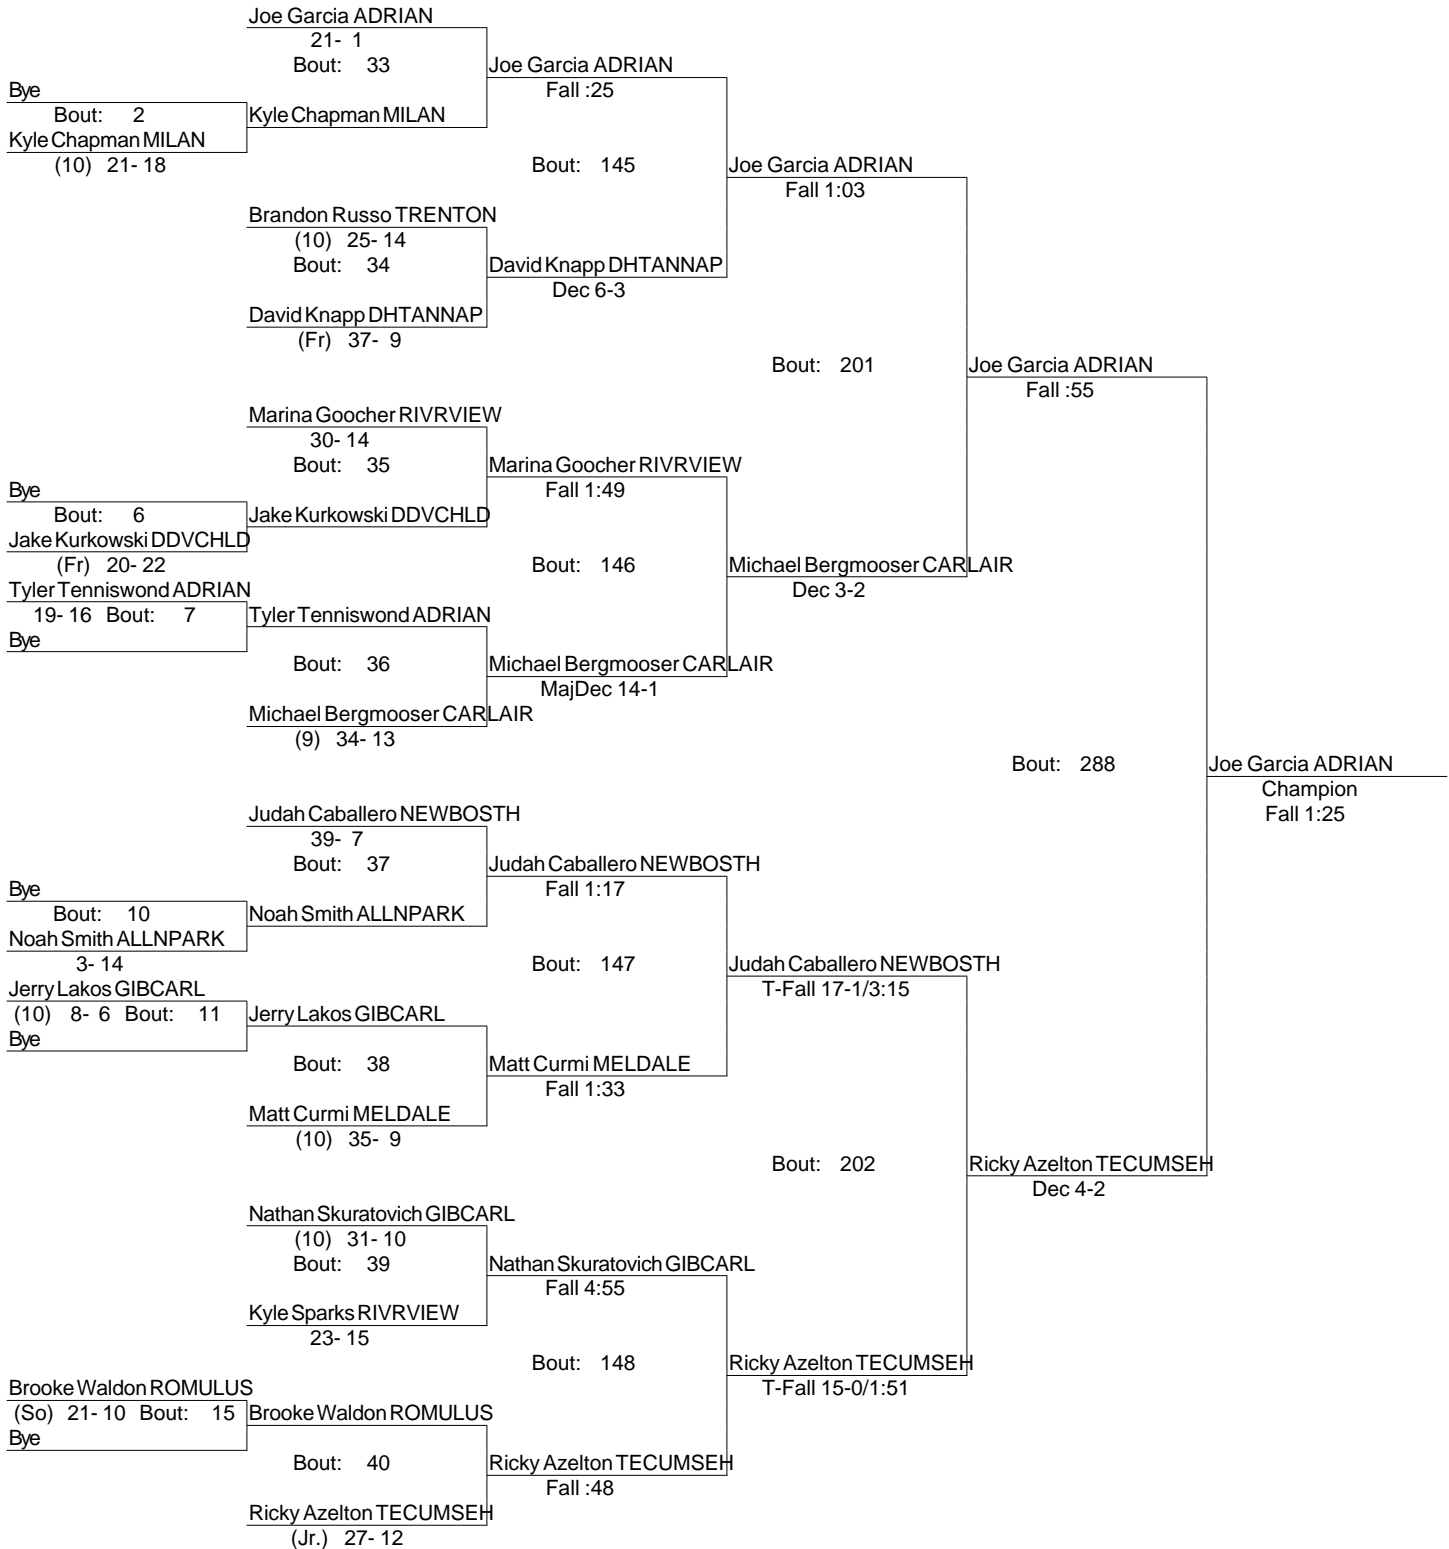 Joe Garcia ADRIAN
21- 1
Bout: 33
Joe Garcia ADRIAN
Bye
Fall :25
Bout: 2
Kyle Chapman MILAN
Kyle Chapman MILAN
(10) 21- 18
Bout: 145
Joe Garcia ADRIAN
Fall 1:03
Brandon Russo TRENTON
(10) 25- 14
Bout: 34
David Knapp DHTANNAP
Dec 6-3
David Knapp DHTANNAP
(Fr) 37- 9
Bout: 201
Joe Garcia ADRIAN
Fall :55
Marina Goocher RIVRVIEW
30- 14
Bout: 35
Marina Goocher RIVRVIEW
Bye
Fall 1:49
Bout: 6
Jake Kurkowski DDVCHLD
Jake Kurkowski DDVCHLD
(Fr) 20- 22
Bout: 146
Michael Bergmooser CARLAIR
Dec 3-2
Tyler Tenniswond ADRIAN
19- 16 Bout: 7
Tyler Tenniswond ADRIAN
Bye
Bout: 36
Michael Bergmooser CARLAIR
MajDec 14-1
Michael Bergmooser CARLAIR
(9) 34- 13
Bout: 288
Joe Garcia ADRIAN
Champion
Fall 1:25
Judah Caballero NEWBOSTH
39- 7
Bout: 37
Judah Caballero NEWBOSTH
Bye
Fall 1:17
Bout: 10
Noah Smith ALLNPARK
Noah Smith ALLNPARK
3- 14
Bout: 147
Judah Caballero NEWBOSTH
T-Fall 17-1/3:15
Jerry Lakos GIBCARL
(10) 8- 6 Bout: 11
Jerry Lakos GIBCARL
Bye
Bout: 38
Matt Curmi MELDALE
Fall 1:33
Matt Curmi MELDALE
(10) 35- 9
Bout: 202
Ricky Azelton TECUMSEH
Dec 4-2
Nathan Skuratovich GIBCARL
(10) 31- 10
Bout: 39
Nathan Skuratovich GIBCARL
Fall 4:55
Kyle Sparks RIVRVIEW
23- 15
Bout: 148
Ricky Azelton TECUMSEH
T-Fall 15-0/1:51
Brooke Waldon ROMULUS
(So) 21- 10 Bout: 15
Brooke Waldon ROMULUS
Bye
Bout: 40
Ricky Azelton TECUMSEH
Fall :48
Ricky Azelton TECUMSEH
(Jr.) 27- 12